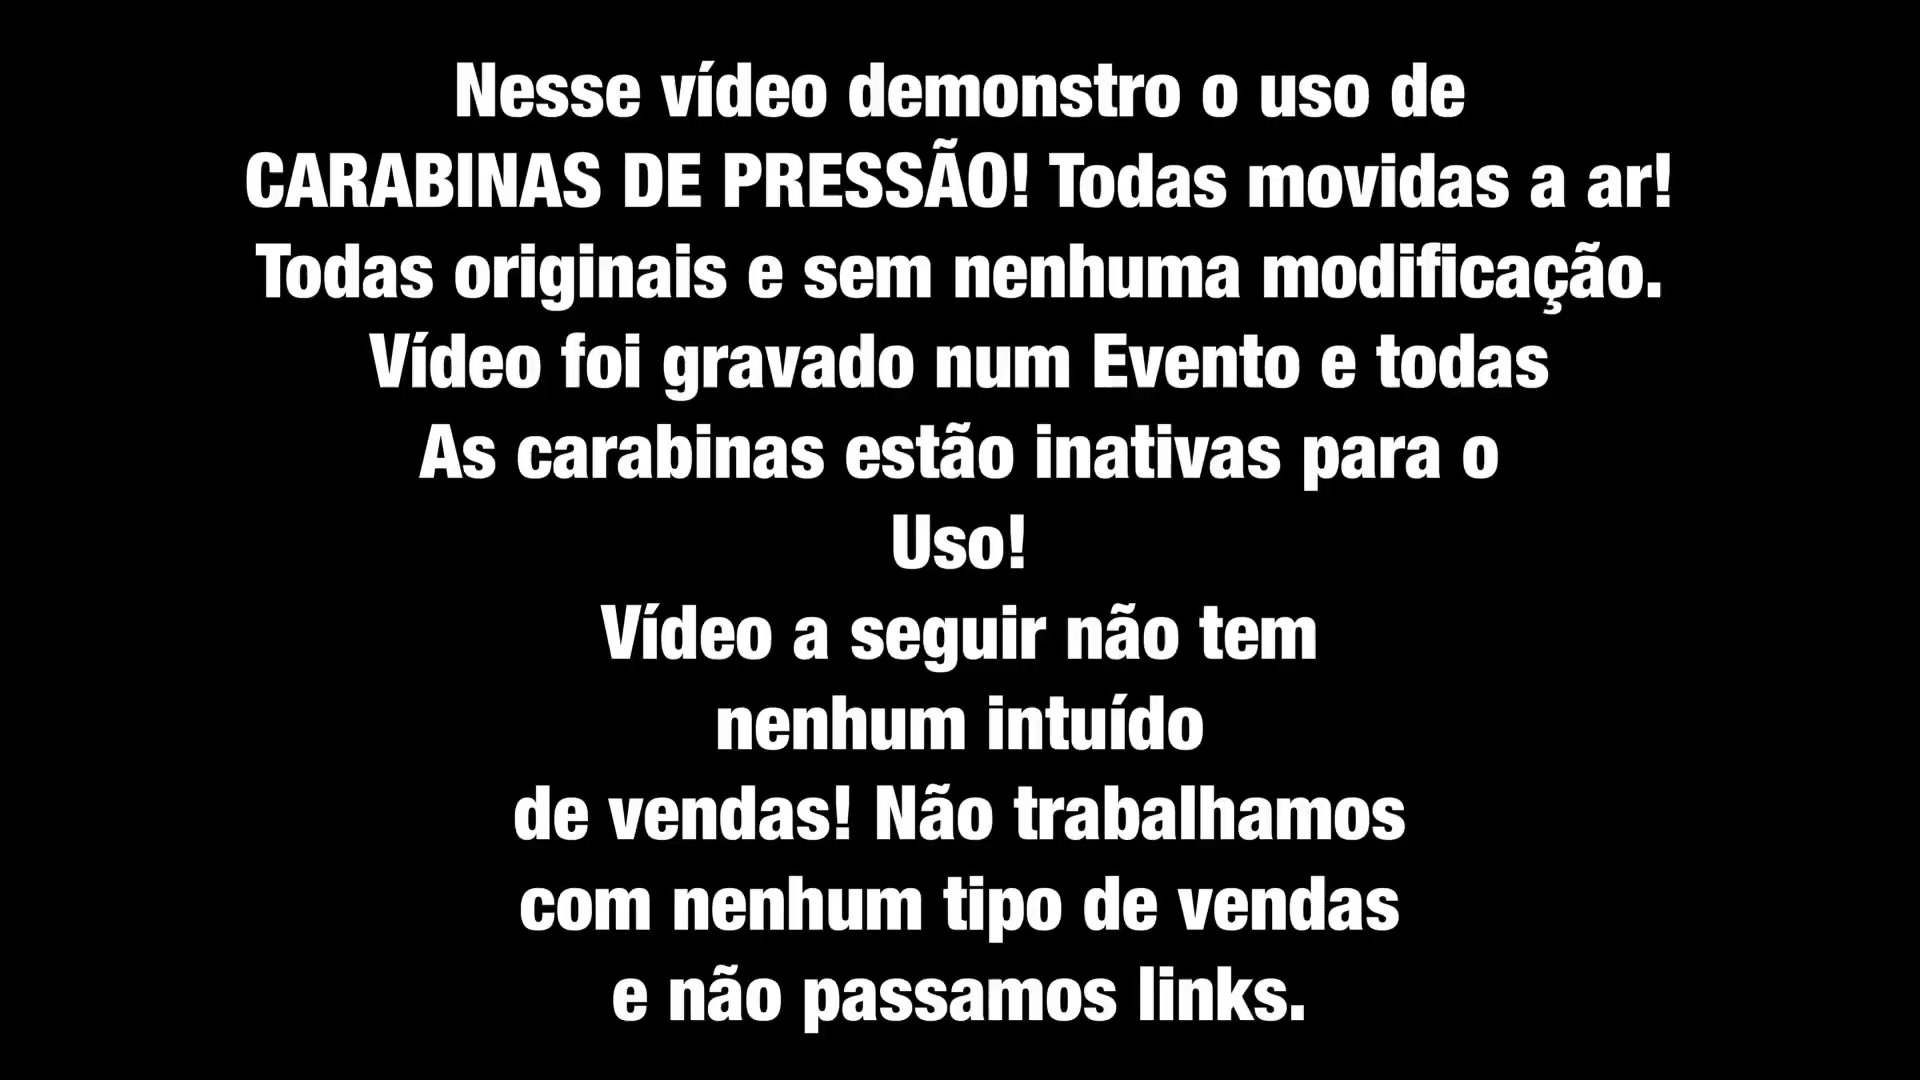 Nesse vídeo demonstro o uso de
CARABINAS DE PRESSÃO! Todas movidas a ar!
Todas originais e sem nenhuma modificação.
Vídeo foi gravado num Evento e todas
As carabinas estão inativas para o
Uso!
Vídeo a seguir não tem
nenhum intuído
de vendas! Não trabalhamos
com nenhum tipo de vendas
e não passamos links.